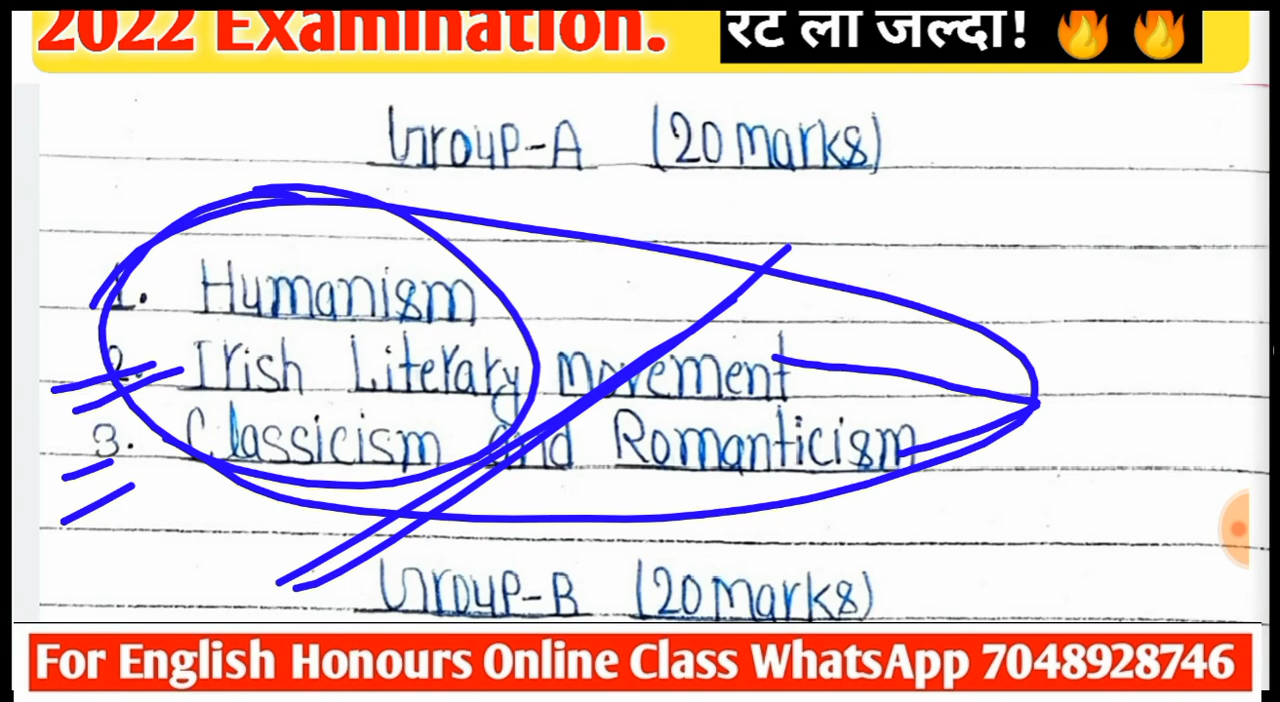 2022 Examination. रट लो जल्दी! 🔥 🔥
Group-A (20 marks)
1. Humanism
2. Irish Literary movement
3. Classicism and Romanticism
Group-B (20 marks)
For English Honours Online Class WhatsApp 7048928746